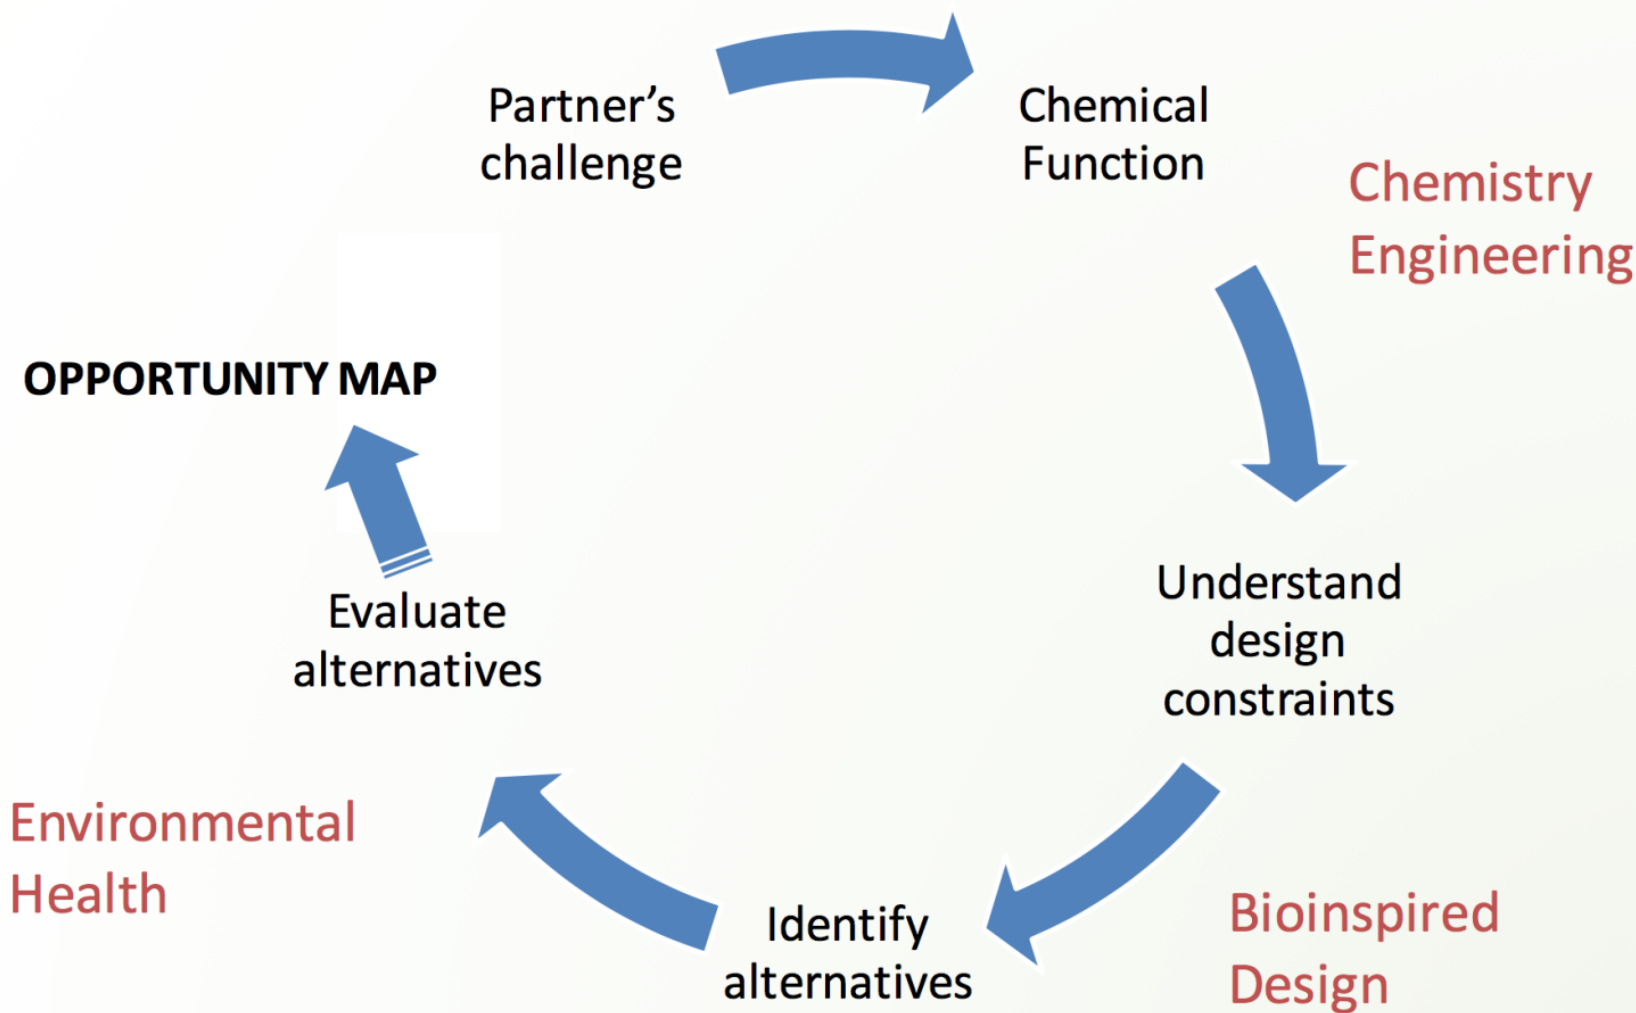 Partner’s
challenge
Chemical
Function
Chemistry
Engineering
OPPORTUNITY MAP
Understand
design
constraints
Evaluate
alternatives
Environmental
Health
Identify
alternatives
Bioinspired
Design